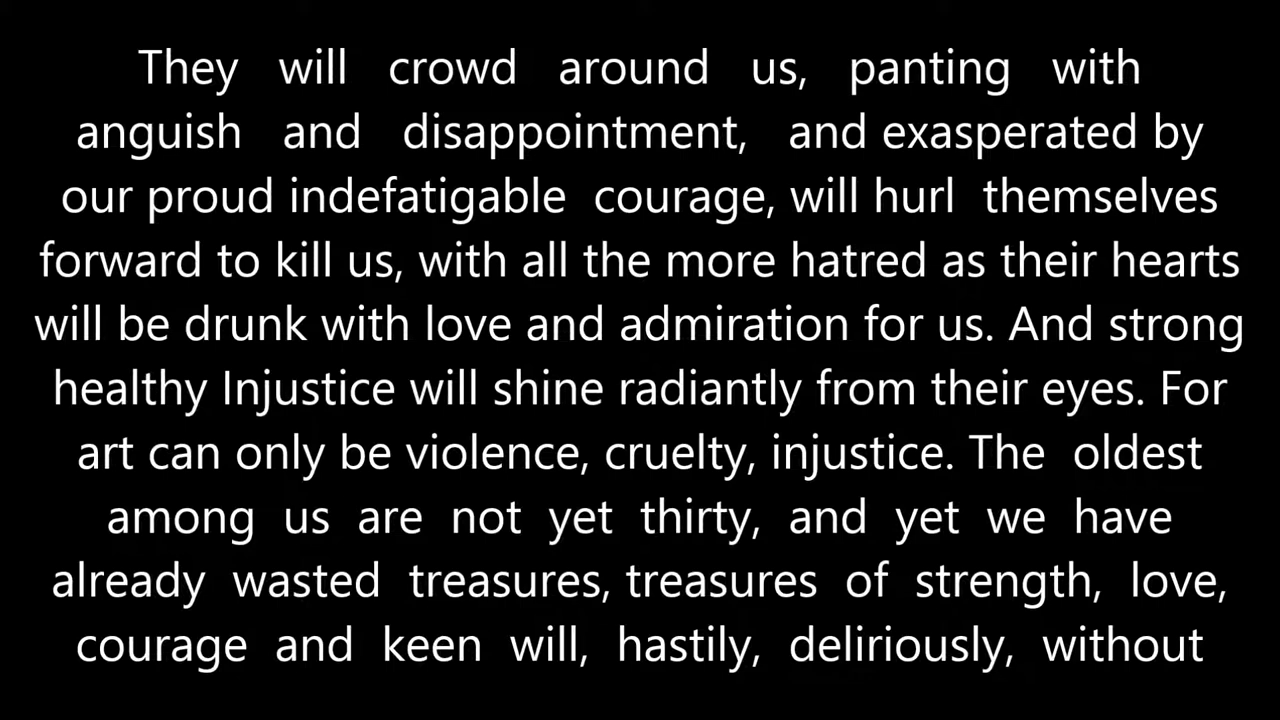 They will crowd around us, panting with
anguish and disappointment, and exasperated by
our proud indefatigable courage, will hurl themselves
forward to kill us, with all the more hatred as their hearts
will be drunk with love and admiration for us. And strong
healthy Injustice will shine radiantly from their eyes. For
art can only be violence, cruelty, injustice. The oldest
among us are not yet thirty, and yet we have
already wasted treasures, treasures of strength, love,
courage and keen will, hastily, deliriously, without